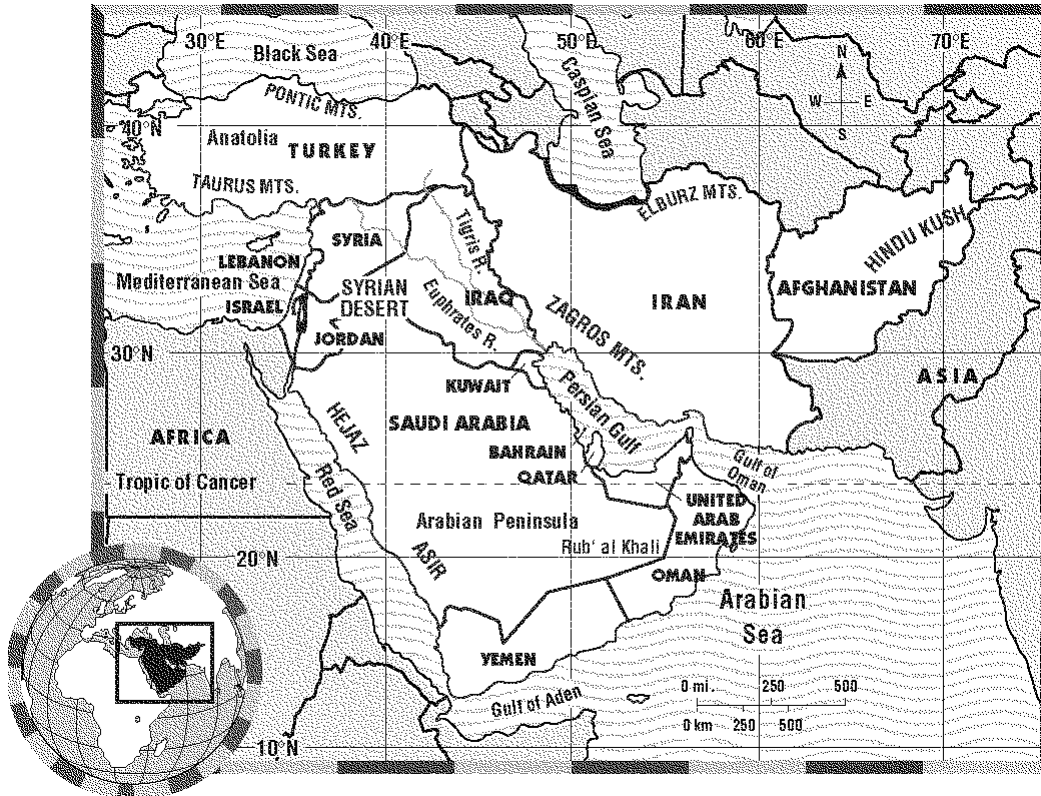 30°E
40°E
50°E
60°E
70°E
Black Sea
N
Caspian Sea
W
E
S
PONTIC MTS.
40°N
Anatolia
TURKEY
TAURUS MTS.
ELBURZ MTS.
HINDU KUSH
Tigris R.
SYRIA
LEBANON
Mediterranean Sea
SYRIAN
DESERT
ISRAEL
Euphrates R.
IRAQ
ZAGROS MTS.
IRAN
AFGHANISTAN
JORDAN
30°N
KUWAIT
ASIA
Persian Gulf
HEJAZ
SAUDI ARABIA
AFRICA
BAHRAIN
QATAR
Gulf of
Oman
Tropic of Cancer
Red Sea
UNITED
ARAB
EMIRATES
Arabian Peninsula
Rub' al Khali
ASIR
20°N
OMAN
Arabian
Sea
YEMEN
Gulf of Aden
0 mi.
250
500
0 km
250
500
10°N